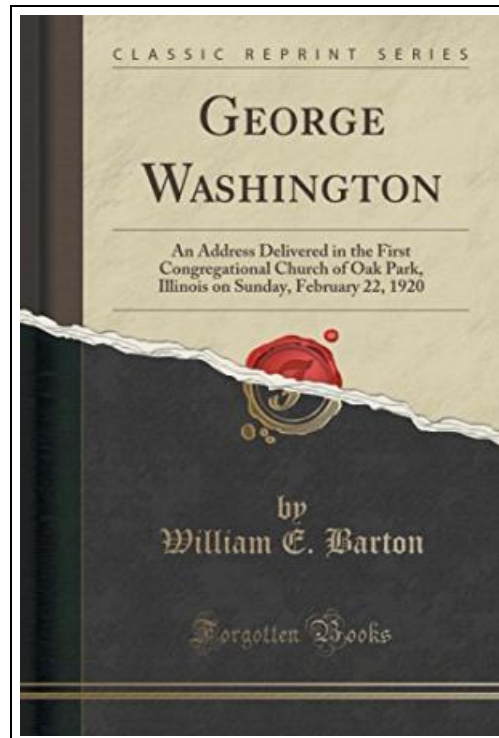 CLASSIC REPRINT SERIES
GEORGE
WASHINGTON
An Address Delivered in the First
Congregational Church of Oak Park,
Illinois on Sunday, February 22, 1920
by
William E. Barton
Forgotten Books